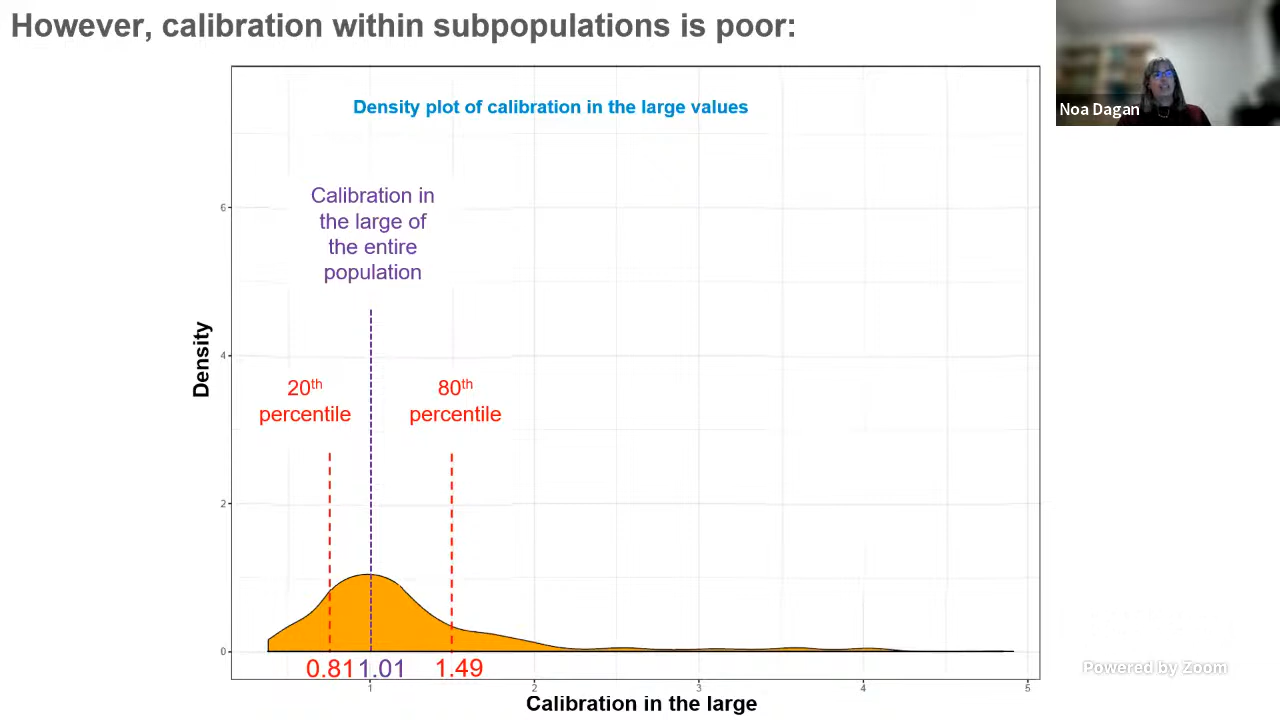 However, calibration within subpopulations is poor:
Noa Dagan
Density plot of calibration in the large values
Calibration in
the large of
the entire
population
20th
percentile
80th
percentile
Density
6
4
2
0
0.81 1.01 1.49
1 2 3 4 5
Calibration in the large
Powered by Zoom